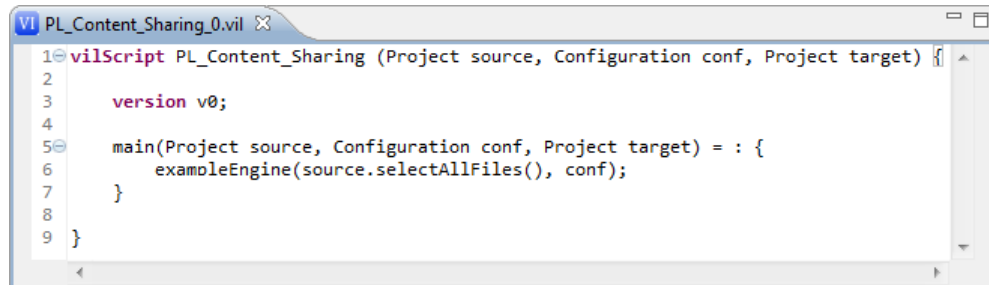 VI PL_Content_Sharing_0.vil
1 vilScript PL_Content_Sharing (Project source, Configuration conf, Project target) {
2
3 version v0;
4
5 main(Project source, Configuration conf, Project target) = : {
6 exampleEngine(source.selectAllFiles(), conf);
7 }
8
9 }